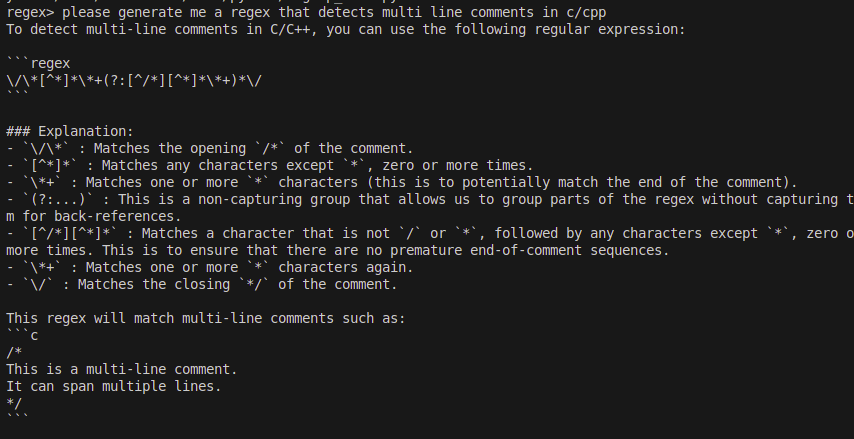 regex> please generate me a regex that detects multi line comments in c/cpp
To detect multi-line comments in C/C++, you can use the following regular expression:
```regex
\/\*[^*]*\*+(?:[^/*][^*]*\*+)*\/
```
### Explanation:
- `\/\*` : Matches the opening `/*` of the comment.
- `[^*]*` : Matches any characters except `*`, zero or more times.
- `\*+` : Matches one or more `*` characters (this is to potentially match the end of the comment).
- `(?:...)` : This is a non-capturing group that allows us to group parts of the regex without capturing t
m for back-references.
- `[^/*][^*]*` : Matches a character that is not `/` or `*`, followed by any characters except `*`, zero o
more times. This is to ensure that there are no premature end-of-comment sequences.
- `\*+` : Matches one or more `*` characters again.
- `\/` : Matches the closing `*/` of the comment.
This regex will match multi-line comments such as:
```c
/*
This is a multi-line comment.
It can span multiple lines.
*/
```